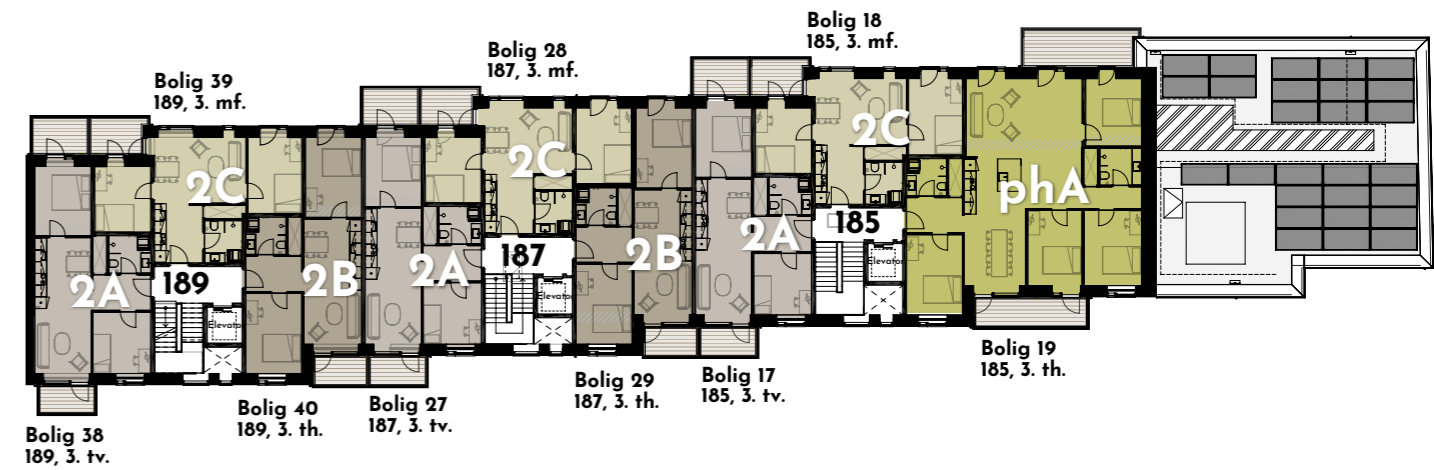 Bolig 18
185, 3. mf.
Bolig 28
187, 3. mf.
Bolig 39
189, 3. mf.
2C
2C
2C
phA
185
2A
187
2B
2A
2B
189
2A
Elevator
Elevator
Elevator
Bolig 19
185, 3. th.
Bolig 17
185, 3. tv.
Bolig 29
187, 3. th.
Bolig 27
187, 3. tv.
Bolig 40
189, 3. th.
Bolig 38
189, 3. tv.